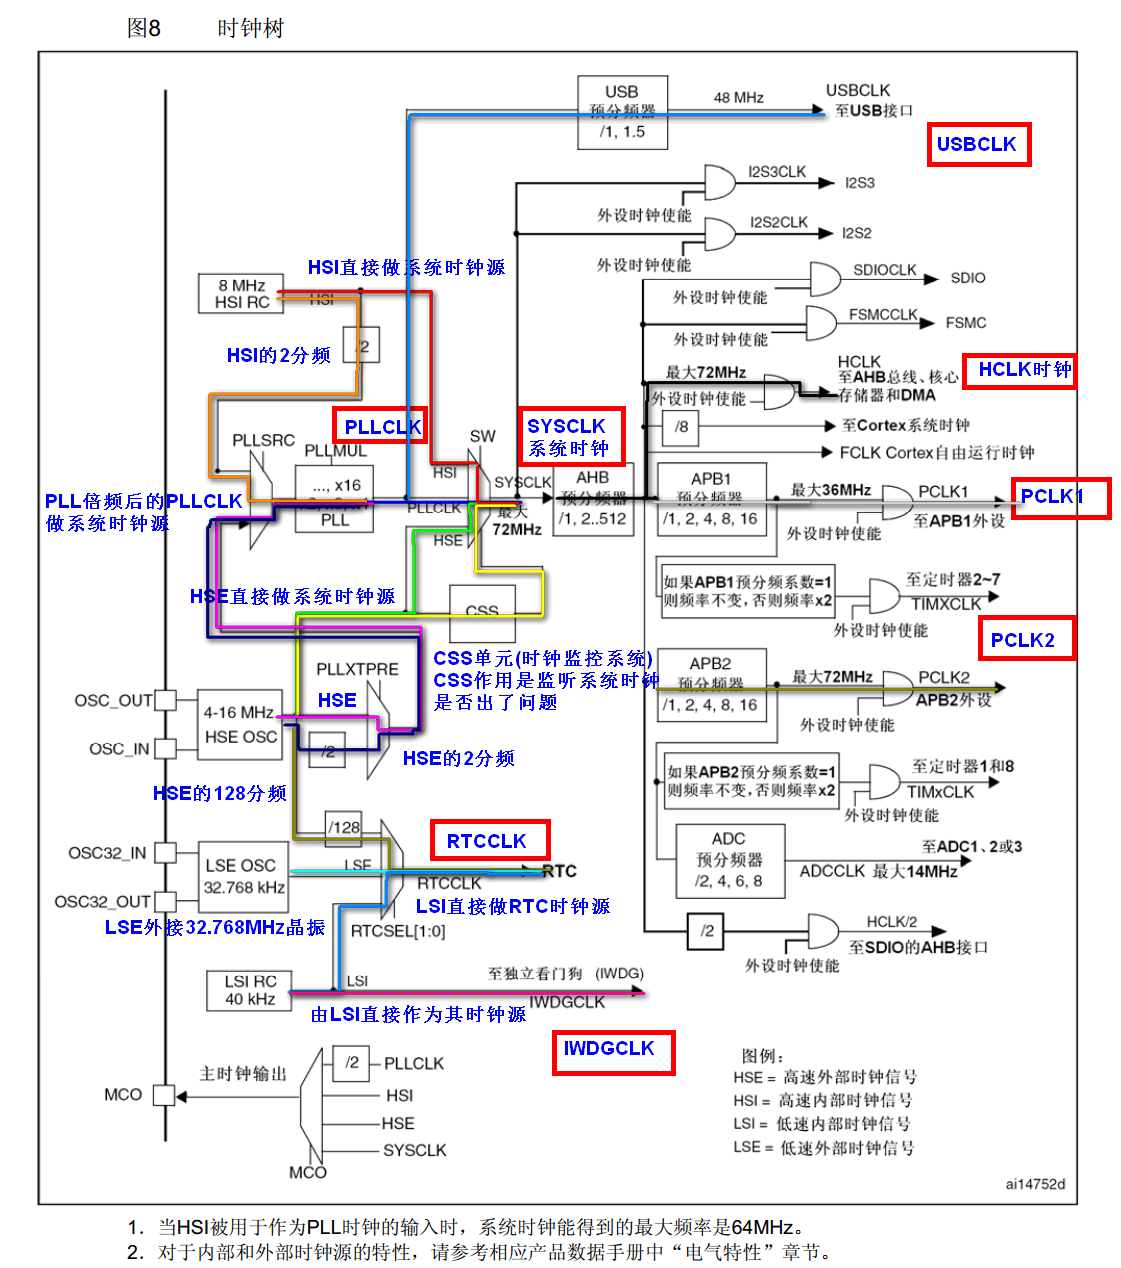 图8 时钟树
USB
预分频器
/1, 1.5
48 MHz
USBCLK
至USB接口
USBCLK
I2S3CLK
I2S3
外设时钟使能
I2S2CLK
I2S2
外设时钟使能
HSI直接做系统时钟源
SDIOCLK
SDIO
外设时钟使能
8 MHz
HSI RC
HSI
FSMCCLK
FSMC
外设时钟使能
/2
HSI的2分频
最大72MHz
HCLK
至AHB总线、核心
存储器和DMA
外设时钟使能
HCLK时钟
PLLCLK
SYSCLK
系统时钟
/8
至Cortex系统时钟
FCLK Cortex自由运行时钟
PLLSRC
PLLMUL
SW
HSI
..., x16
PLL
SYSCLK
AHB
预分频器
/1, 2..512
APB1
预分频器
/1, 2, 4, 8, 16
最大36MHz
PCLK1
至APB1外设
外设时钟使能
PCLK1
PLL倍频后的PLLCLK
做系统时钟源
PLLCLK
最大
72MHz
HSE
如果APB1预分频系数=1
则频率不变,否则频率x2
至定时器2~7
TIMXCLK
外设时钟使能
HSE直接做系统时钟源
CSS
PCLK2
CSS单元(时钟监控系统)
CSS作用是监听系统时钟
是否出了问题
PLLXTPRE
HSE
APB2
预分频器
/1, 2, 4, 8, 16
最大72MHz
PCLK2
APB2外设
外设时钟使能
OSC_OUT
4-16 MHz
HSE OSC
OSC_IN
/2
HSE的2分频
HSE的128分频
如果APB2预分频系数=1
则频率不变,否则频率x2
至定时器1和8
TIMxCLK
外设时钟使能
/128
RTCCLK
ADC
预分频器
/2, 4, 6, 8
至ADC1、2或3
ADCCLK 最大14MHz
OSC32_IN
LSE OSC
32.768 kHz
OSC32_OUT
LSE
RTC
RTCCLK
LSI直接做RTC时钟源
LSE外接32.768MHz晶振
RTCSEL[1:0]
/2
HCLK/2
至SDIO的AHB接口
外设时钟使能
LSI RC
40 kHz
LSI
至独立看门狗 (IWDG)
IWDGCLK
由LSI直接作为其时钟源
IWDGCLK
MCO
主时钟输出
/2
PLLCLK
HSI
HSE
SYSCLK
MCO
图例:
HSE = 高速外部时钟信号
HSI = 高速内部时钟信号
LSI = 低速内部时钟信号
LSE = 低速外部时钟信号
ai14752d
1. 当HSI被用于作为PLL时钟的输入时,系统时钟能得到的最大频率是64MHz。
2. 对于内部和外部时钟源的特性,请参考相应产品数据手册中“电气特性”章节。